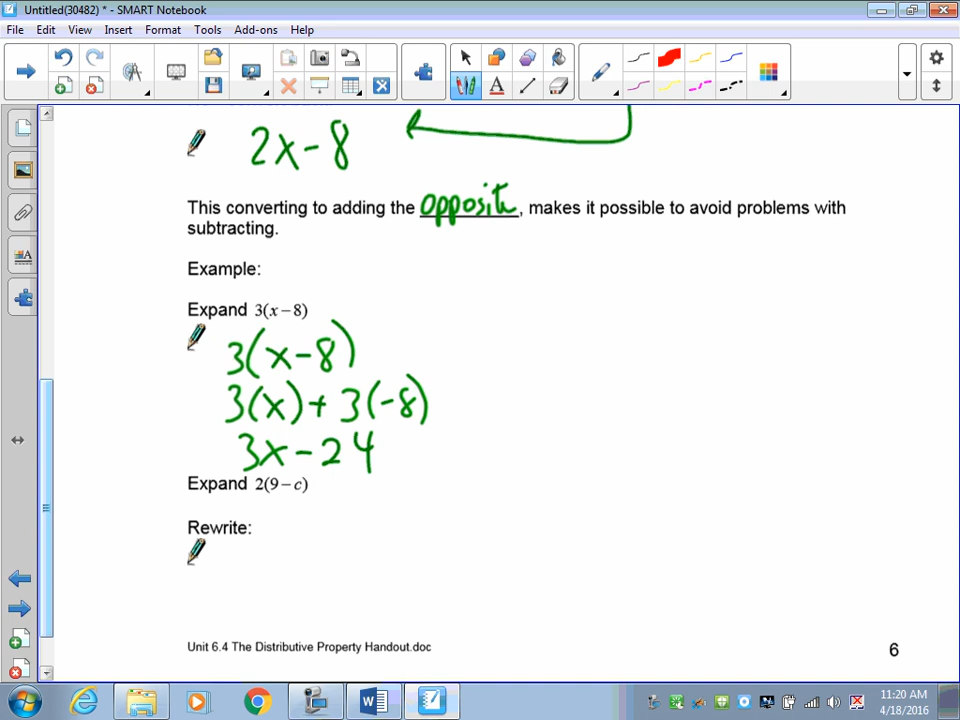 Untitled(30482) * - SMART Notebook
File Edit View Insert Format Tools Add-ons Help
2x - 8
This converting to adding the opposite, makes it possible to avoid problems with
subtracting.
Example:
Expand 3(x-8)
3(x-8)
3(x) + 3(-8)
3x - 24
Expand 2(9-c)
Rewrite:
Unit 6.4 The Distributive Property Handout.doc
6
11:20 AM
4/18/2016